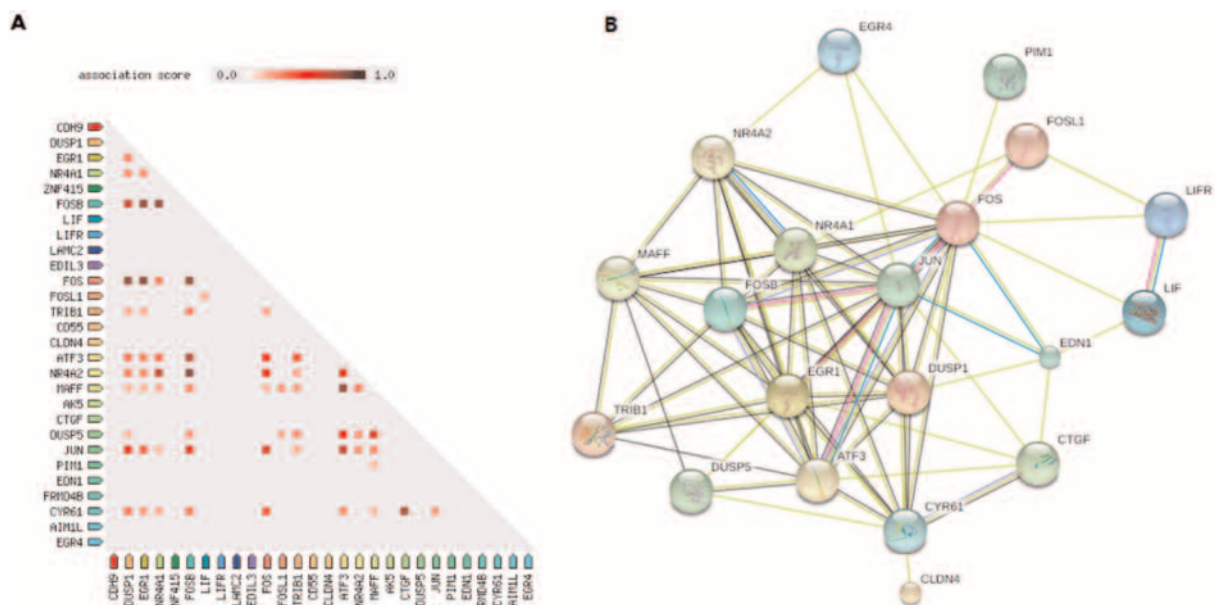 A
association score 0.0 1.0
CDH9
DUSP1
EGR1
NR4A1
ZNF415
FOSB
LIF
LIFR
LAMC2
EDIL3
FOS
FOSL1
TRIB1
CD55
CLDN4
ATF3
NR4A2
MAFF
AK5
CTGF
DUSP5
JUN
PIM1
EDN1
FRMD4B
CYR61
AIM1L
EGR4
CDH9 DUSP1 EGR1 NR4A1 NF415 FOSB LIF LIFR LAMC2 EDIL3 FOS FOSL1 TRIB1 CD55 CLDN4 ATF3 NR4A2 MAFF AK5 CTGF DUSP5 JUN PIM1 EDN1 RMD4B CYR61 AIM1L EGR4
B
EGR4
PIM1
FOSL1
NR4A2
LIFR
FOS
NR4A1
MAFF
JUN
FOSB
LIF
EDN1
EGR1
DUSP1
TRIB1
CTGF
ATF3
DUSP5
CYR61
CLDN4